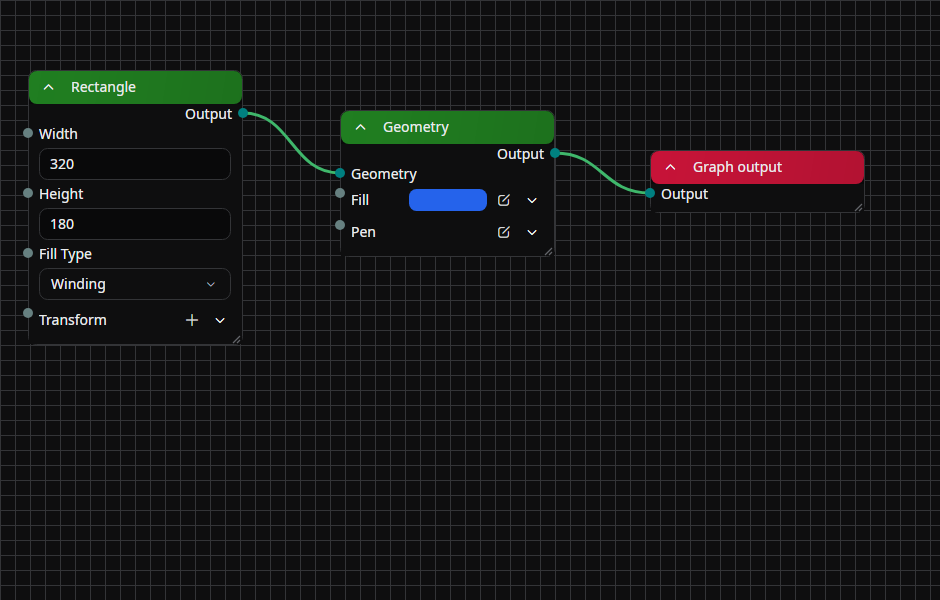 Rectangle
Output
Width
320
Height
180
Fill Type
Winding
Transform
Geometry
Output
Geometry
Fill
Pen
Graph output
Output